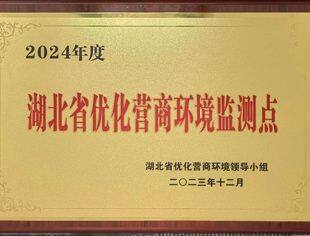 2024年度
湖北省优化营商环境监测点
湖北省优化营商环境领导小组
二〇二三年十二月